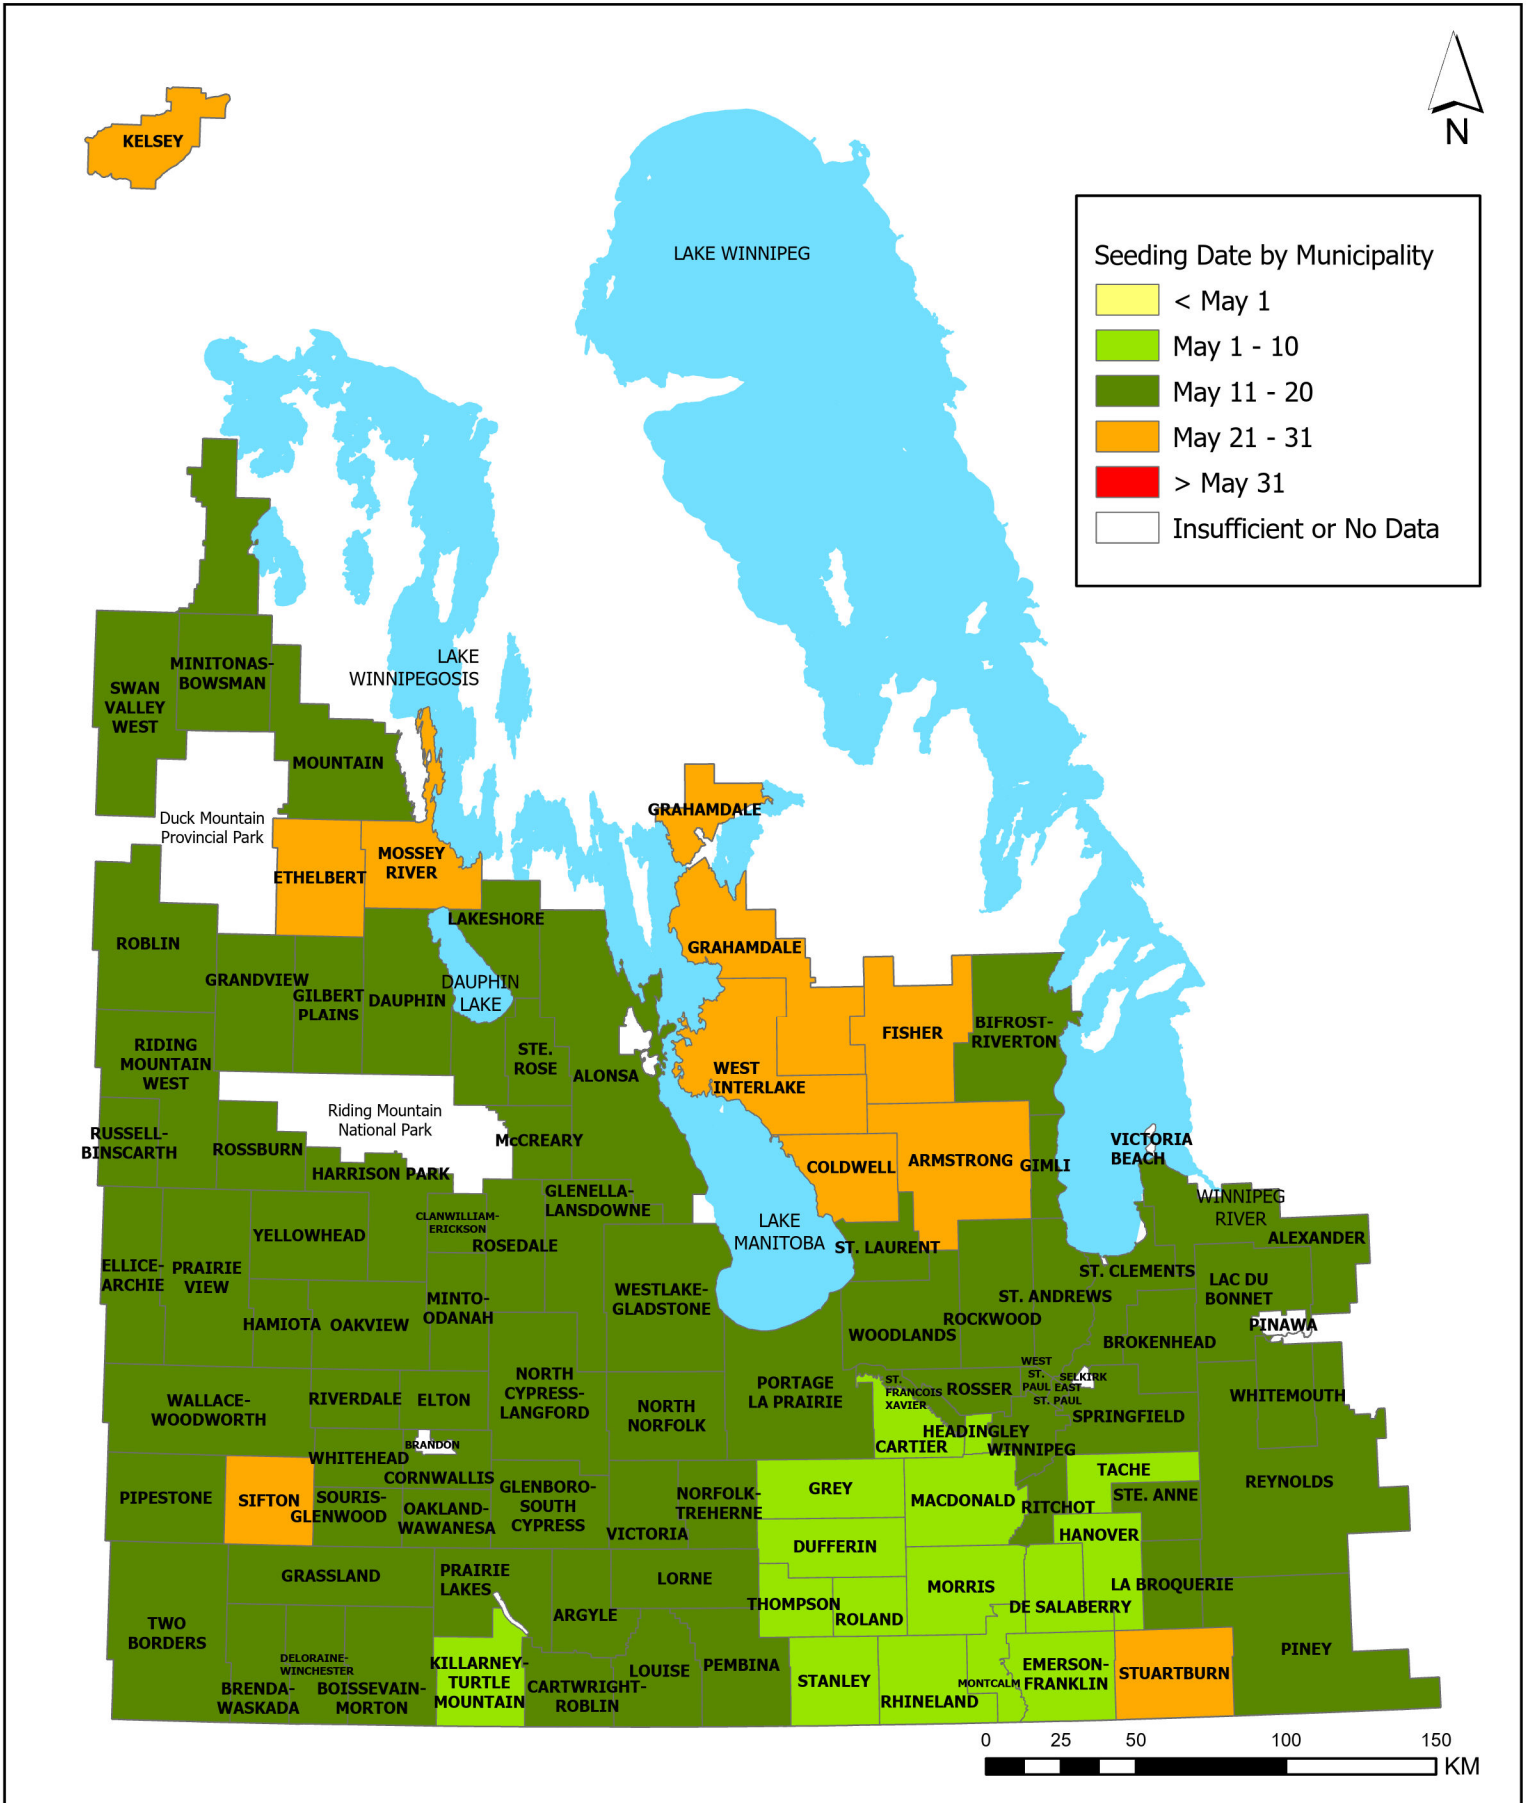 N
KELSEY
LAKE WINNIPEG
Seeding Date by Municipality
< May 1
May 1 - 10
May 11 - 20
May 21 - 31
> May 31
Insufficient or No Data
LAKE
WINNIPEGOSIS
MINITONAS-
BOWSMAN
SWAN
VALLEY
WEST
MOUNTAIN
Duck Mountain
Provincial Park
GRAHAMDALE
MOSSEY
RIVER
ETHELBERT
LAKESHORE
ROBLIN
GRAHAMDALE
GRANDVIEW
GILBERT
PLAINS
DAUPHIN
DAUPHIN
LAKE
FISHER
BIFROST-
RIVERTON
RIDING
MOUNTAIN
WEST
STE.
ROSE
ALONSA
WEST
INTERLAKE
Riding Mountain
National Park
RUSSELL-
BINSCARTH
ROSSBURN
McCREARY
HARRISON PARK
COLDWELL
ARMSTRONG
GIMLI
VICTORIA
BEACH
GLENELLA-
LANSDOWNE
WINNIPEG
RIVER
CLANWILLIAM-
ERICKSON
YELLOWHEAD
ROSEDALE
LAKE
MANITOBA
ST. LAURENT
ALEXANDER
ELLICE-
ARCHIE
PRAIRIE
VIEW
ST. CLEMENTS
LAC DU
BONNET
MINTO-
ODANAH
WESTLAKE-
GLADSTONE
ST. ANDREWS
HAMIOTA
OAKVIEW
ROCKWOOD
PINAWA
WOODLANDS
BROKENHEAD
WEST
ST.
PAUL
EAST
ST. PAUL
SELKIRK
WALLACE-
WOODWORTH
RIVERDALE
ELTON
NORTH
CYPRESS-
LANGFORD
NORTH
NORFOLK
PORTAGE
LA PRAIRIE
ST.
FRANCOIS
XAVIER
ROSSER
WHITEMOUTH
SPRINGFIELD
HEADINGLEY
CARTIER
WINNIPEG
BRANDON
WHITEHEAD
CORNWALLIS
TACHE
PIPESTONE
SIFTON
SOURIS-
GLENWOOD
OAKLAND-
WAWANESA
GLENBORO-
SOUTH
CYPRESS
VICTORIA
NORFOLK-
TREHERNE
GREY
MACDONALD
RITCHOT
STE. ANNE
REYNOLDS
HANOVER
DUFFERIN
GRASSLAND
PRAIRIE
LAKES
LORNE
MORRIS
LA BROQUERIE
THOMPSON
ROLAND
DE SALABERRY
TWO
BORDERS
ARGYLE
PINEY
DELORAINE-
WINCHESTER
KILLARNEY-
TURTLE
MOUNTAIN
LOUISE
PEMBINA
STANLEY
RHINELAND
MONTCALM
EMERSON-
FRANKLIN
STUARTBURN
BRENDA-
WASKADA
BOISSEVAIN-
MORTON
CARTWRIGHT-
ROBLIN
0 25 50 100 150
KM